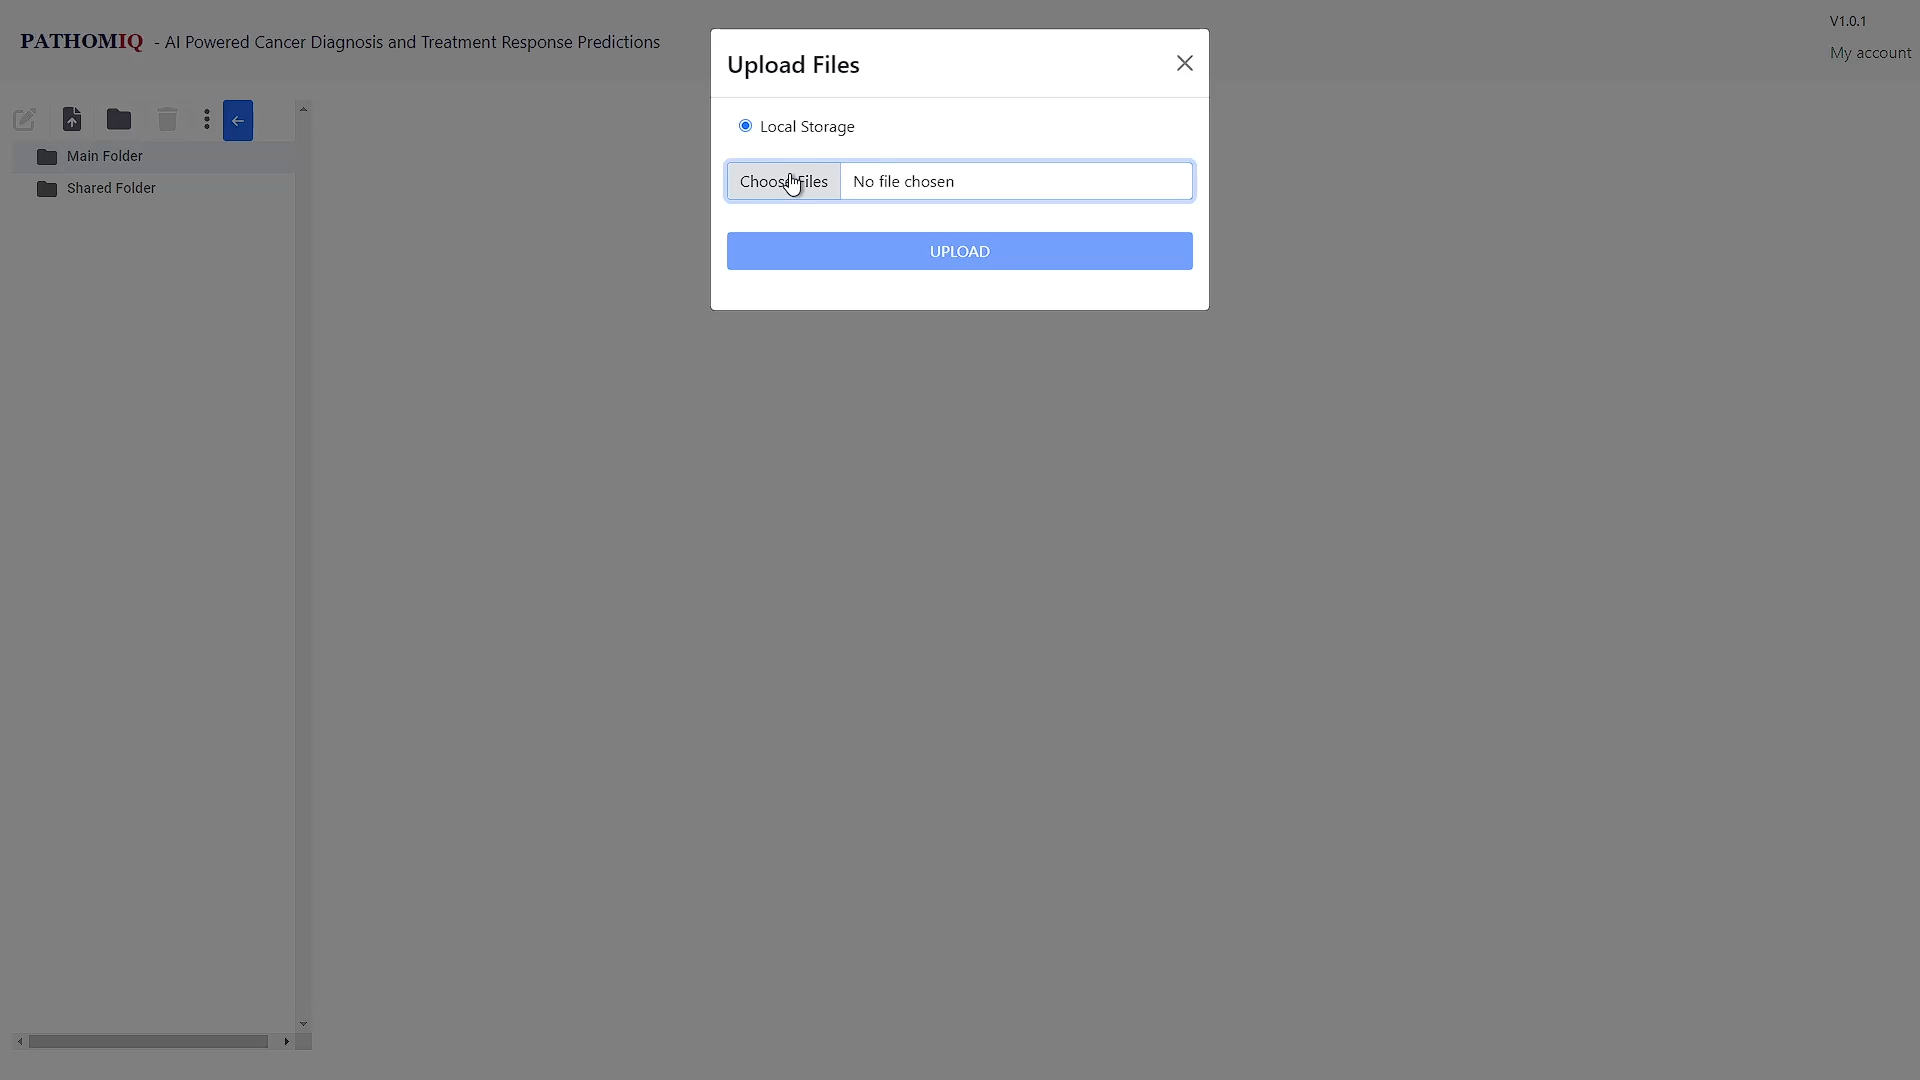 PATHOMIQ - AI Powered Cancer Diagnosis and Treatment Response Predictions
V1.0.1
My account
Main Folder
Shared Folder
Upload Files
Local Storage
Choose Files No file chosen
UPLOAD